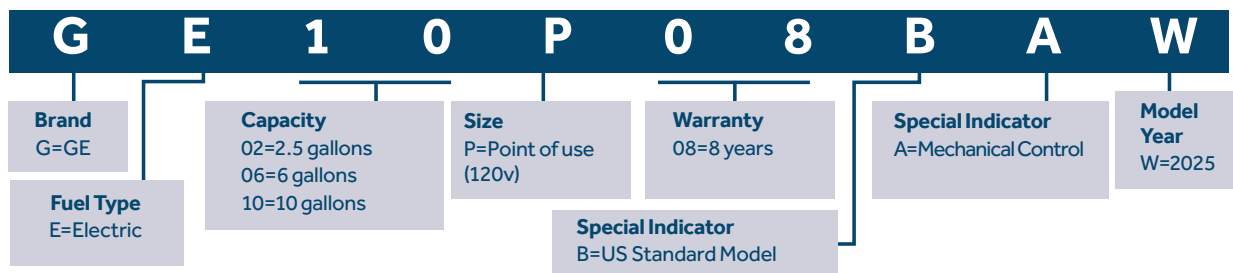 G E 1 0 P 0 8 B A W
Brand
G=GE
Fuel Type
E=Electric
Capacity
02=2.5 gallons
06=6 gallons
10=10 gallons
Size
P=Point of use
(120v)
Warranty
08=8 years
Special Indicator
B=US Standard Model
Special Indicator
A=Mechanical Control
Model
Year
W=2025